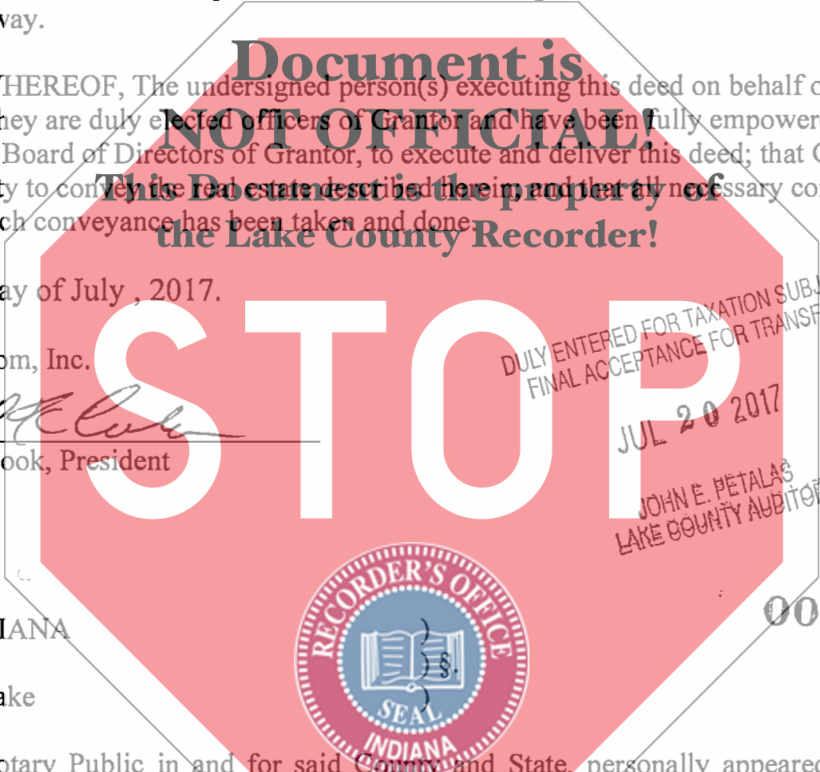 way.
Document is
HEREOF, The undersigned person(s) executing this deed on behalf o
NOT OFFICIAL!
hey are duly elected officers of Grantor and have been fully empower
Board of Directors of Grantor, to execute and deliver this deed; that
This Document is the property of
ty to convey the real estate described herein; and that all necessary co
the Lake County Recorder!
ch conveyance has been taken and done.
ay of July , 2017.
STOP
DULY ENTERED FOR TAXATION SUBJ
FINAL ACCEPTANCE FOR TRANSF
om, Inc.
JUL 20 2017
ook, President
JOHN E. PETALAS
LAKE COUNTY AUDITOR
RECORDER'S OFFICE
00
IANA
)
) §.
)
ake
SEAL
INDIANA
otary Public in and for said County and State, personally appeared